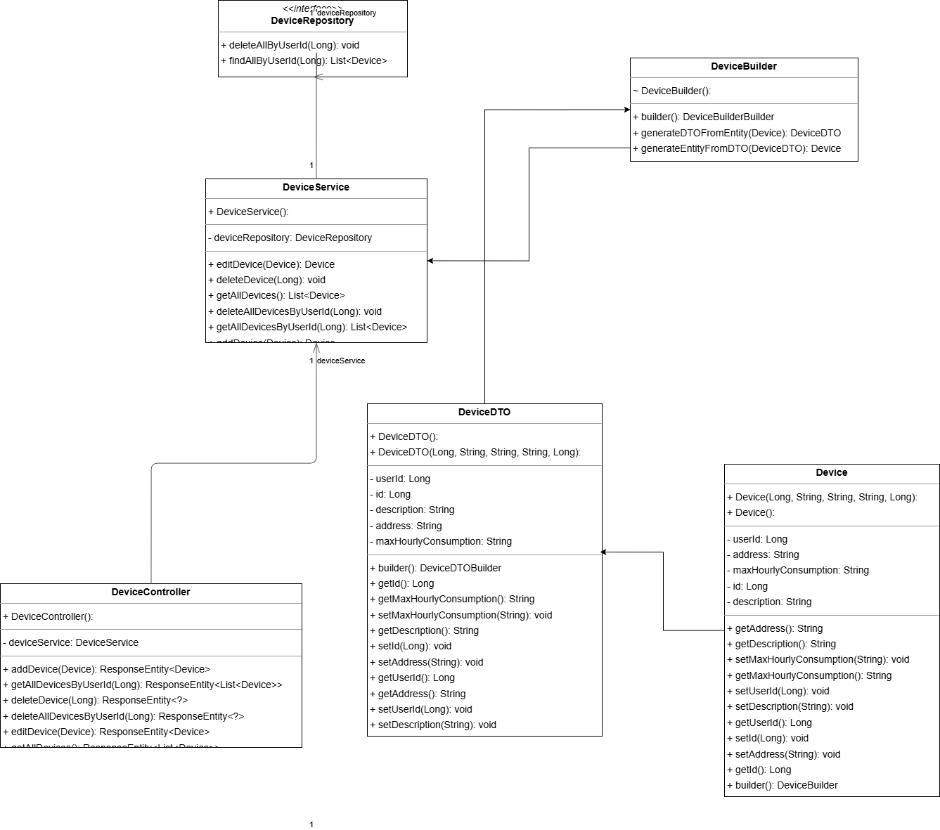 <<interface>>
1 deviceRepository
DeviceRepository
+ deleteAllByUserId(Long): void
+ findAllByUserId(Long): List<Device>
1
DeviceService
+ DeviceService():
- deviceRepository: DeviceRepository
+ editDevice(Device): Device
+ deleteDevice(Long): void
+ getAllDevices(): List<Device>
+ deleteAllDevicesByUserId(Long): void
+ getAllDevicesByUserId(Long): List<Device>
+ addDevice(Device): Device
1 deviceService
DeviceBuilder
~ DeviceBuilder():
+ builder(): DeviceBuilderBuilder
+ generateDTOFromEntity(Device): DeviceDTO
+ generateEntityFromDTO(DeviceDTO): Device
DeviceDTO
+ DeviceDTO():
+ DeviceDTO(Long, String, String, String, Long):
- userId: Long
- id: Long
- description: String
- address: String
- maxHourlyConsumption: String
+ builder(): DeviceDTOBuilder
+ getId(): Long
+ getMaxHourlyConsumption(): String
+ setMaxHourlyConsumption(String): void
+ getDescription(): String
+ setId(Long): void
+ setAddress(String): void
+ getUserId(): Long
+ getAddress(): String
+ setUserId(Long): void
+ setDescription(String): void
Device
+ Device(Long, String, String, String, Long):
+ Device():
- userId: Long
- address: String
- maxHourlyConsumption: String
- id: Long
- description: String
+ getAddress(): String
+ getDescription(): String
+ setMaxHourlyConsumption(String): void
+ getMaxHourlyConsumption(): String
+ setUserId(Long): void
+ setDescription(String): void
+ getUserId(): Long
+ setId(Long): void
+ setAddress(String): void
+ getId(): Long
+ builder(): DeviceBuilder
DeviceController
+ DeviceController():
- deviceService: DeviceService
+ addDevice(Device): ResponseEntity<Device>
+ getAllDevicesByUserId(Long): ResponseEntity<List<Device>>
+ deleteDevice(Long): ResponseEntity<?>
+ deleteAllDevicesByUserId(Long): ResponseEntity<?>
+ editDevice(Device): ResponseEntity<Device>
+ getAllDevices(): ResponseEntity<List<Device>>
1